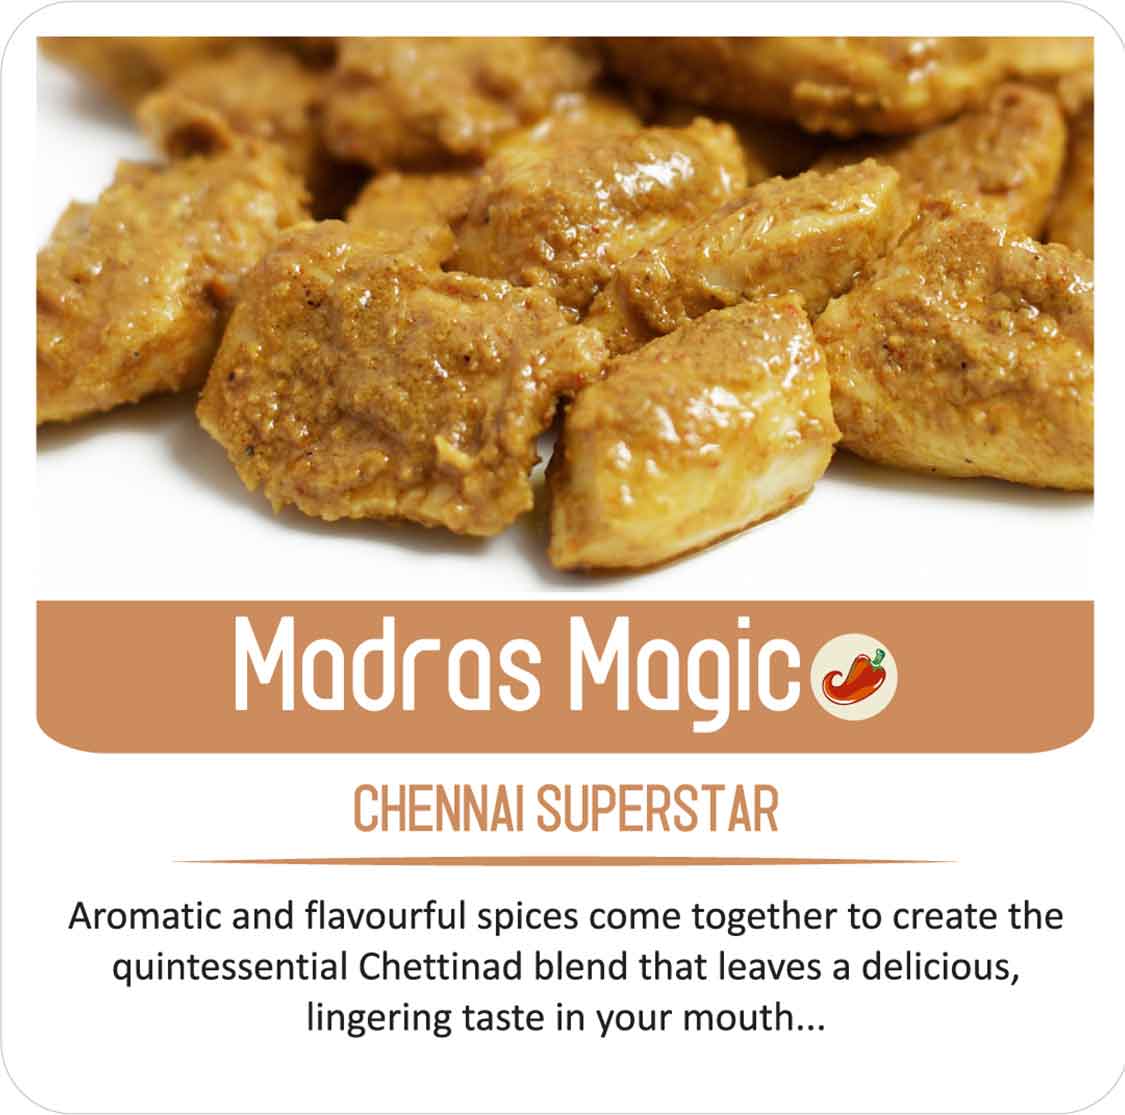 Madras Magic
CHENNAI SUPERSTAR
Aromatic and flavourful spices come together to create the
quintessential Chettinad blend that leaves a delicious,
lingering taste in your mouth...